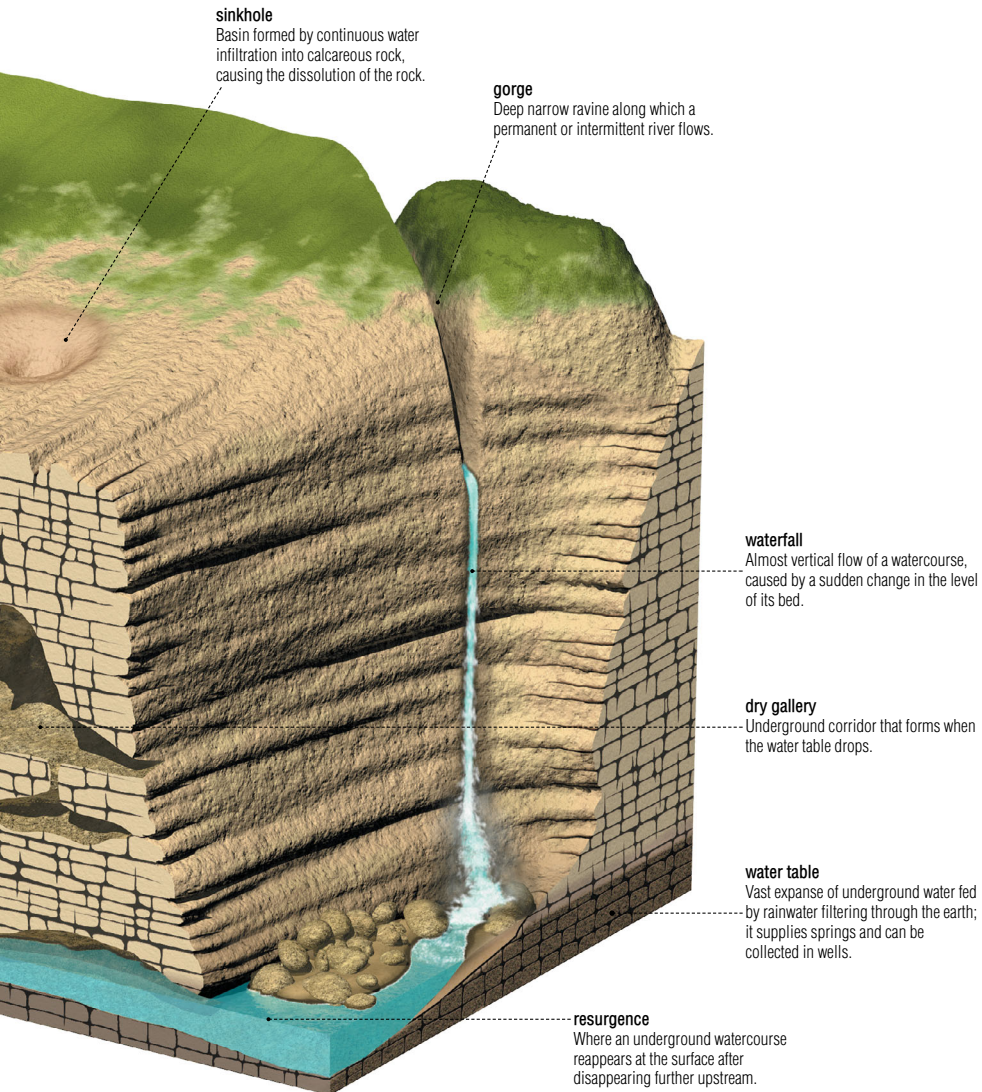 sinkhole
Basin formed by continuous water
infiltration into calcareous rock,
causing the dissolution of the rock.
gorge
Deep narrow ravine along which a
permanent or intermittent river flows.
waterfall
Almost vertical flow of a watercourse,
caused by a sudden change in the level
of its bed.
dry gallery
Underground corridor that forms when
the water table drops.
water table
Vast expanse of underground water fed
by rainwater filtering through the earth;
it supplies springs and can be
collected in wells.
resurgence
Where an underground watercourse
reappears at the surface after
disappearing further upstream.